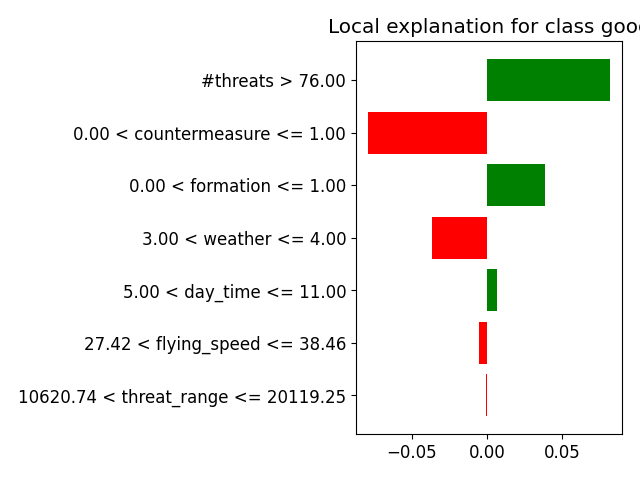 Local explanation for class good
#threats > 76.00
0.00 < countermeasure <= 1.00
0.00 < formation <= 1.00
3.00 < weather <= 4.00
5.00 < day_time <= 11.00
27.42 < flying_speed <= 38.46
10620.74 < threat_range <= 20119.25
−0.05 0.00 0.05